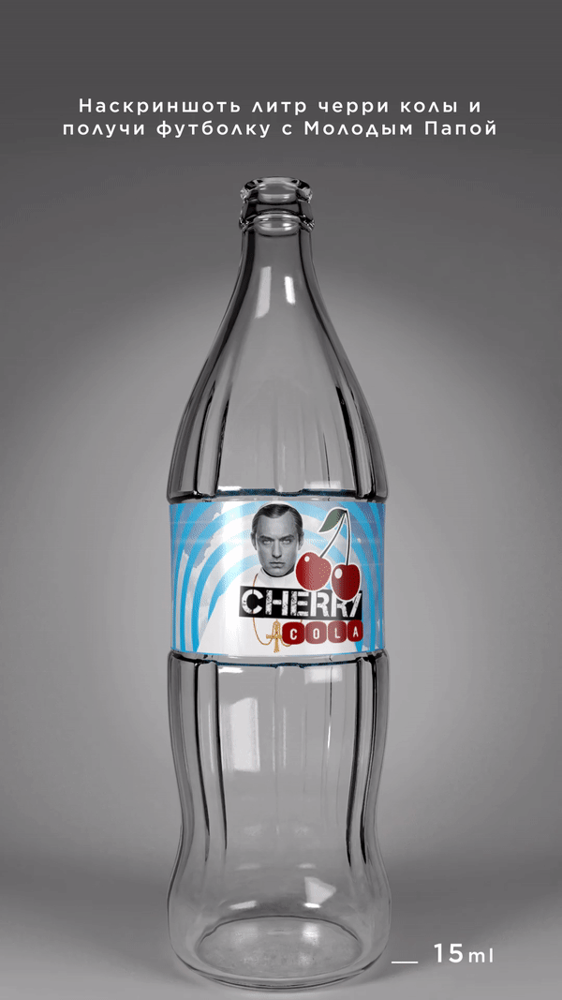 Наскриншоть литр черри колы и
получи футболку с Молодым Папой
CHERRY
COLA
15ml